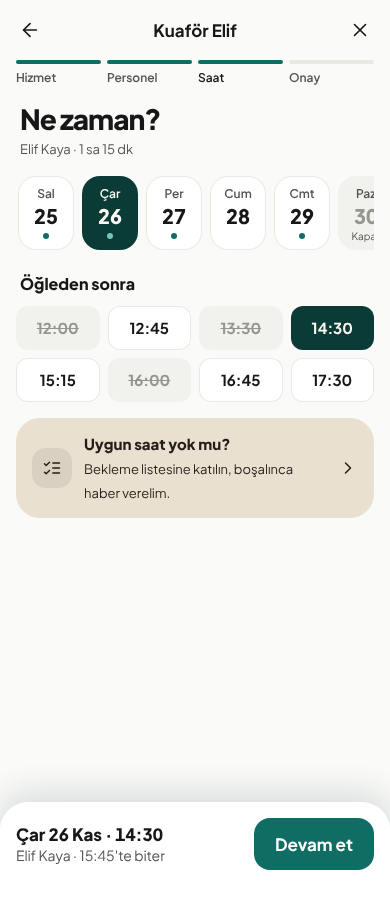 Kuaför Elif
Hizmet Personel Saat Onay
Ne zaman?
Elif Kaya · 1 sa 15 dk
Sal Çar Per Cum Cmt Paz
25 26 27 28 29 30
Kapa
Öğleden sonra
12:00 12:45 13:30 14:30
15:15 16:00 16:45 17:30
Uygun saat yok mu?
Bekleme listesine katılın, boşalınca
haber verelim.
Çar 26 Kas · 14:30
Elif Kaya · 15:45'te biter
Devam et